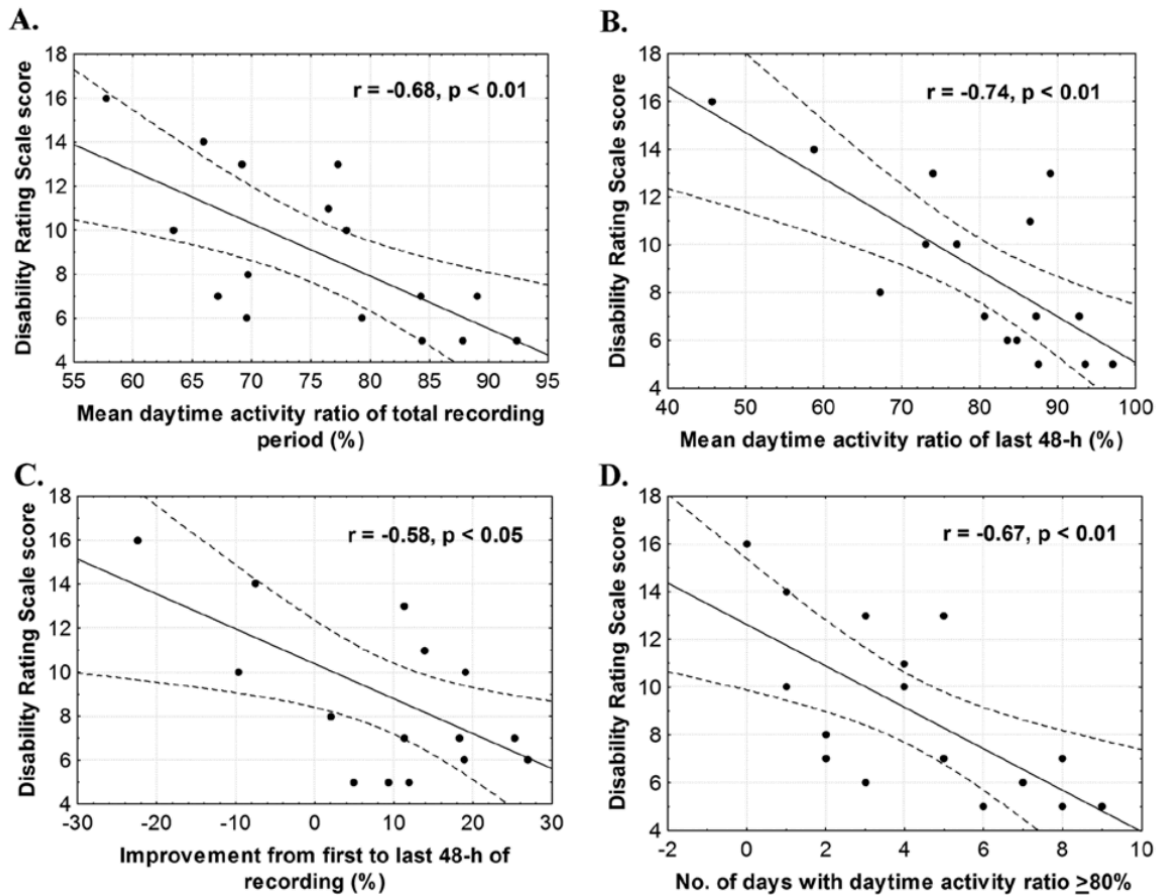 A.
Disability Rating Scale score
18
16
14
12
10
8
6
4
r = -0.68, p < 0.01
55 60 65 70 75 80 85 90 95
Mean daytime activity ratio of total recording
period (%)
B.
Disability Rating Scale score
18
16
14
12
10
8
6
4
r = -0.74, p < 0.01
40 50 60 70 80 90 100
Mean daytime activity ratio of last 48-h (%)
C.
Disability Rating Scale score
18
16
14
12
10
8
6
4
r = -0.58, p < 0.05
-30 -20 -10 0 10 20 30
Improvement from first to last 48-h of
recording (%)
D.
Disability Rating Scale score
18
16
14
12
10
8
6
4
r = -0.67, p < 0.01
-2 0 2 4 6 8 10
No. of days with daytime activity ratio ≥80%